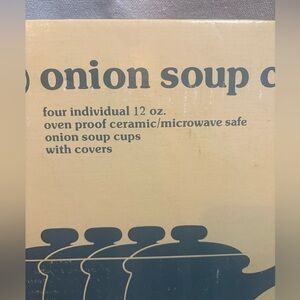 ) onion soup c
four individual 12 oz.
oven proof ceramic/microwave safe
onion soup cups
with covers